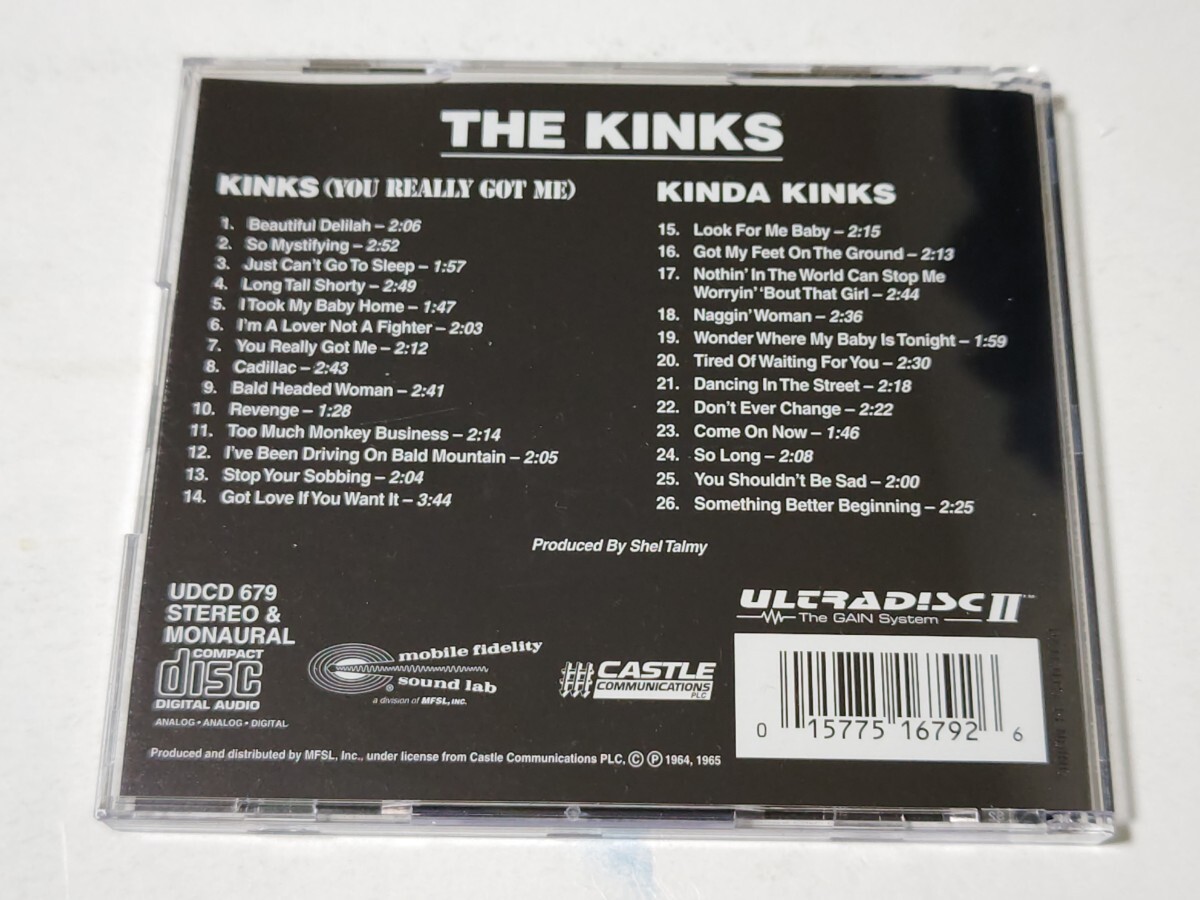 THE KINKS
KINKS (YOU REALLY GOT ME)
1. Beautiful Delilah – 2:06
2. So Mystifying – 2:52
3. Just Can't Go To Sleep – 1:57
4. Long Tall Shorty – 2:49
5. I Took My Baby Home – 1:47
6. I'm A Lover Not A Fighter – 2:03
7. You Really Got Me – 2:12
8. Cadillac – 2:43
9. Bald Headed Woman – 2:41
10. Revenge – 1:28
11. Too Much Monkey Business – 2:14
12. I've Been Driving On Bald Mountain – 2:05
13. Stop Your Sobbing – 2:04
14. Got Love If You Want It – 3:44
KINDA KINKS
15. Look For Me Baby – 2:15
16. Got My Feet On The Ground – 2:13
17. Nothin' In The World Can Stop Me
Worryin' 'Bout That Girl – 2:44
18. Naggin' Woman – 2:36
19. Wonder Where My Baby Is Tonight – 1:59
20. Tired Of Waiting For You – 2:30
21. Dancing In The Street – 2:18
22. Don't Ever Change – 2:22
23. Come On Now – 1:46
24. So Long – 2:08
25. You Shouldn't Be Sad – 2:00
26. Something Better Beginning – 2:25
Produced By Shel Talmy
UDCD 679
STEREO &
MONAURAL
COMPACT
disc
DIGITAL AUDIO
ANALOG • ANALOG • DIGITAL
mobile fidelity
sound lab
®
a division of MFSL, INC.
CASTLE
COMMUNICATIONS
PLC
ULTRADISC II
The GAIN System
0 15775 16792 6
Produced and distributed by MFSL, Inc., under license from Castle Communications PLC, © ℗ 1964, 1965